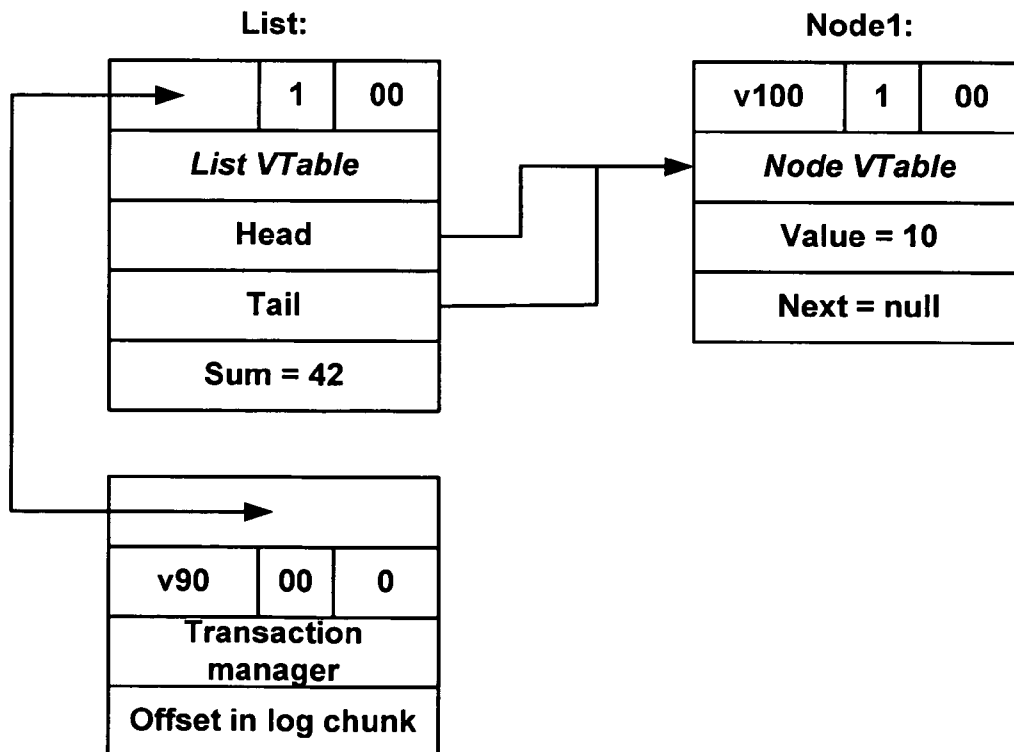 List:
1 00
List VTable
Head
Tail
Sum = 42
Node1:
v100 1 00
Node VTable
Value = 10
Next = null
v90 00 0
Transaction
manager
Offset in log chunk